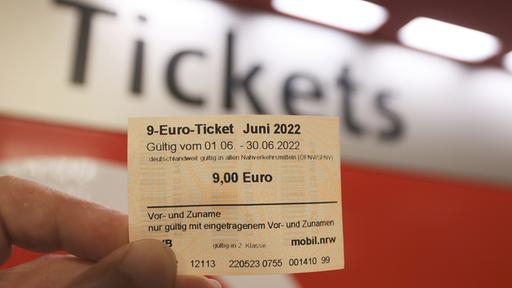 Tickets
9-Euro-Ticket Juni 2022
Gültig vom 01.06. - 30.06.2022
deutschlandweit gültig in allen Nahverkehrsmitteln (ÖPNV/SPNV)
9,00 Euro
Vor- und Zuname
nur gültig mit eingetragenem Vor- und Zunamen
gültig in 2. Klasse mobil.nrw
12113 220523 0755 001410 99